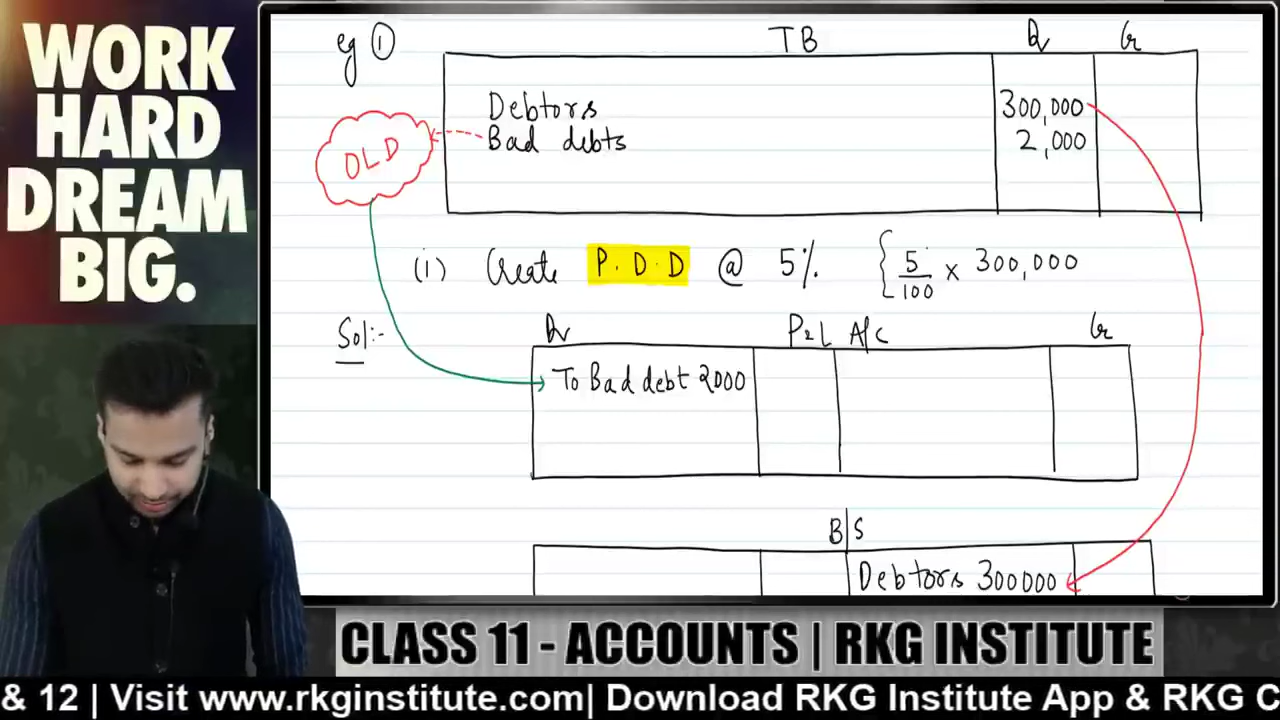 WORK
HARD
DREAM
BIG.
eg ①
TB
Dr
Cr
Debtors 300,000
Bad debts 2,000
OLD
(i) Create P.D.D @ 5% { 5/100 x 300,000
Sol:-
Dr P&L A/C Cr
To Bad debt 2000
B|S
Debtors 300000
CLASS 11 - ACCOUNTS | RKG INSTITUTE
& 12 | Visit www.rkginstitute.com| Download RKG Institute App & RKG C